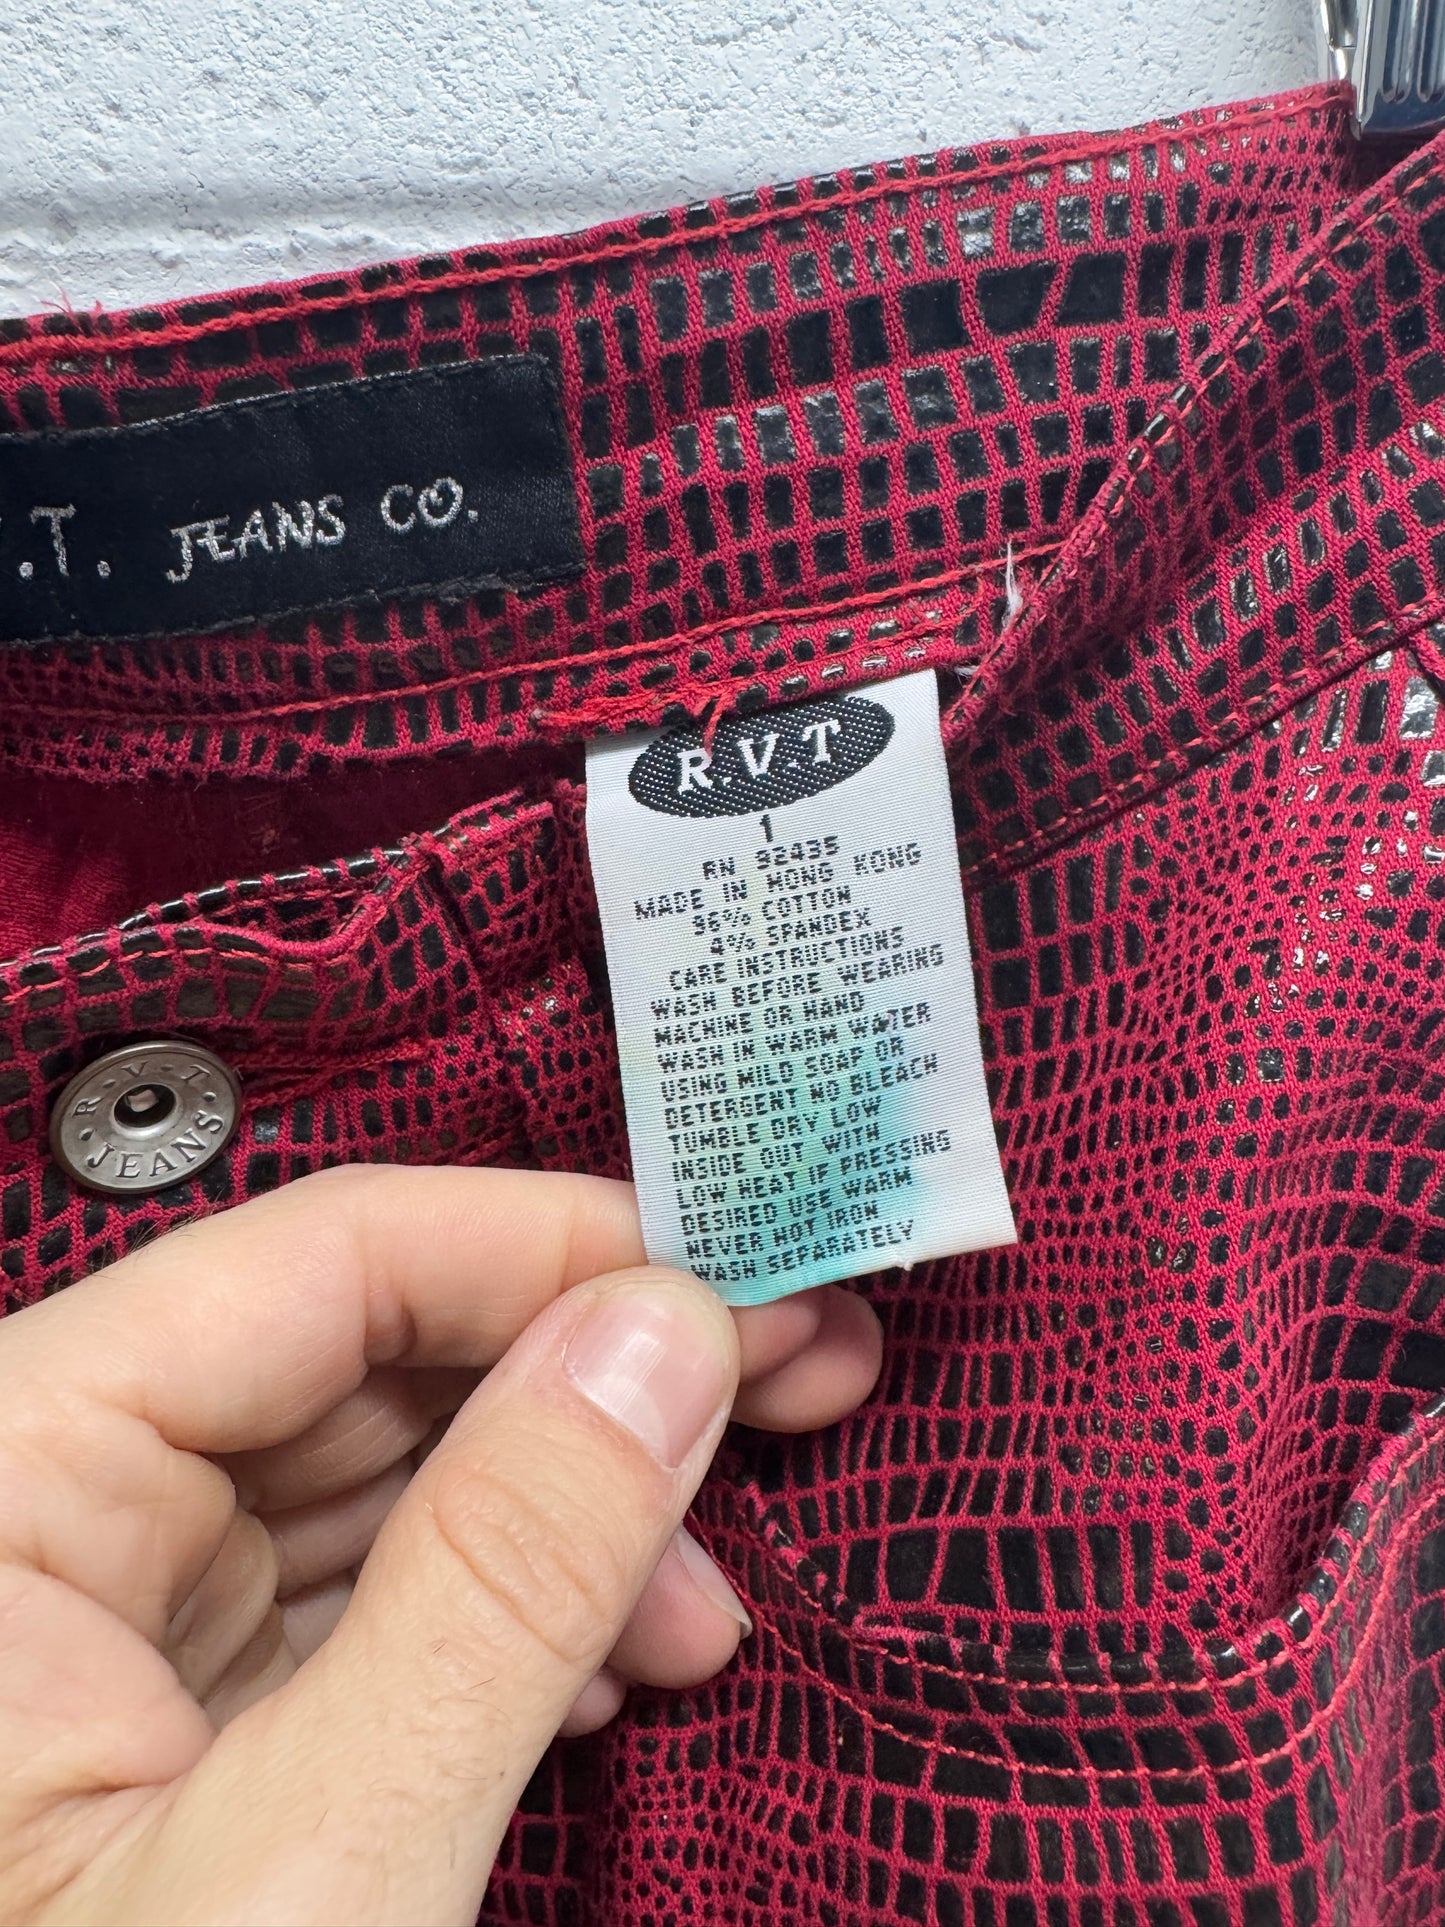 .T. JEANS CO.
R.V.T
1
RN 92435
MADE IN HONG KONG
96% COTTON
4% SPANDEX
CARE INSTRUCTIONS
WASH BEFORE WEARING
MACHINE OR HAND
WASH IN WARM WATER
USING MILD SOAP OR
DETERGENT NO BLEACH
TUMBLE DRY LOW
INSIDE OUT WITH
LOW HEAT IF PRESSING
DESIRED USE WARM
NEVER HOT IRON
WASH SEPARATELY
R·V·T
·JEANS·